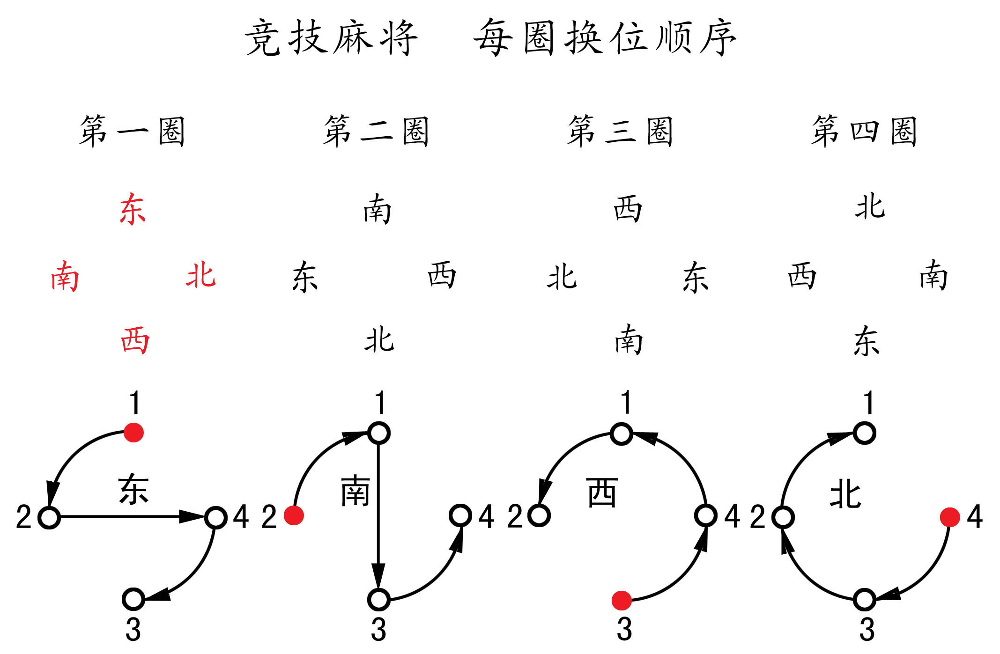 竞技麻将 每圈换位顺序
第一圈 第二圈 第三圈 第四圈
东 南 西 北
南 北 东 西 北 东 西 南
西 北 南 东
1 1 1 1
东 南 西 北
2 4 2 4 2 4 2 4
3 3 3 3